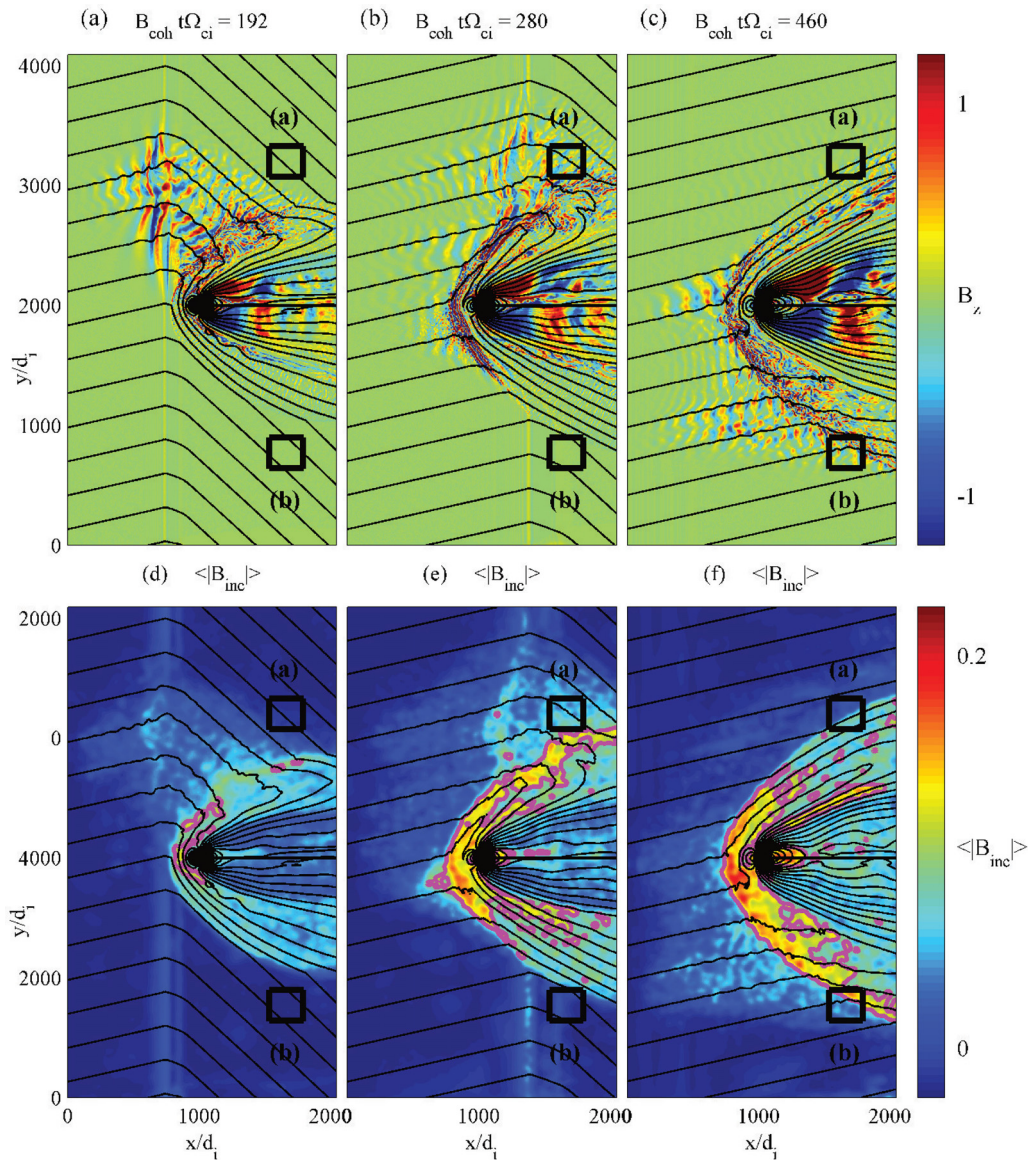 (a) B_coh tΩ_ci = 192
(b) B_coh tΩ_ci = 280
(c) B_coh tΩ_ci = 460
4000
3000
2000
1000
0
y/d_i
(a)
(b)
(a)
(b)
(a)
(b)
1
B_z
-1
(d) <|B_inc|>
(e) <|B_inc|>
(f) <|B_inc|>
2000
0
4000
2000
0
y/d_i
(a)
(b)
(a)
(b)
(a)
(b)
0.2
<|B_inc|>
0
0 1000 2000
0 1000 2000
0 1000 2000
x/d_i
x/d_i
x/d_i